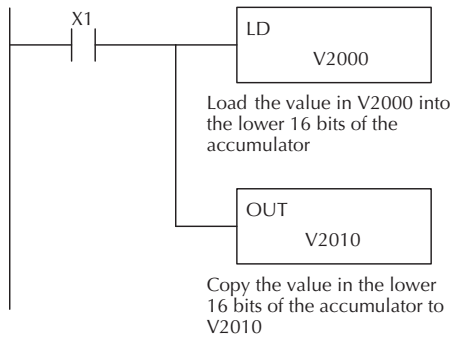 X1
LD
V2000
Load the value in V2000 into
the lower 16 bits of the
accumulator
OUT
V2010
Copy the value in the lower
16 bits of the accumulator to
V2010